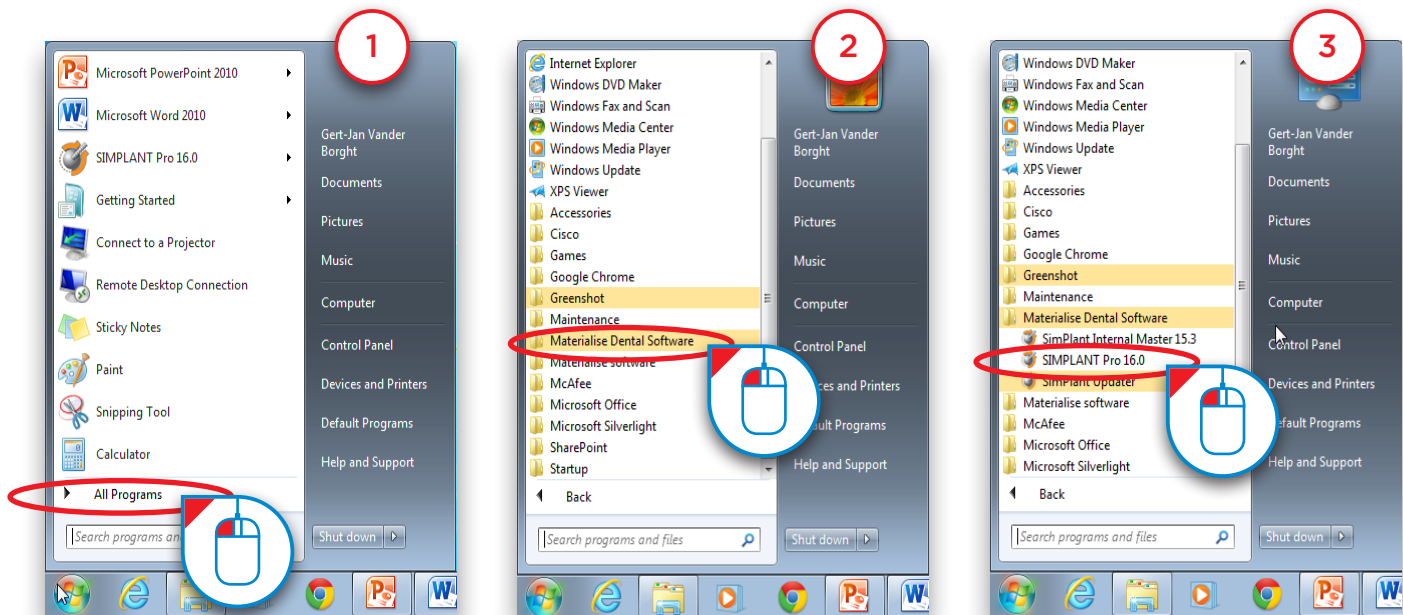 1
Microsoft PowerPoint 2010
Microsoft Word 2010
SIMPLANT Pro 16.0
Getting Started
Connect to a Projector
Remote Desktop Connection
Sticky Notes
Paint
Snipping Tool
Calculator
All Programs
Search programs an
Gert-Jan Vander
Borght
Documents
Pictures
Music
Computer
Control Panel
Devices and Printers
Default Programs
Help and Support
Shut down
2
Internet Explorer
Windows DVD Maker
Windows Fax and Scan
Windows Media Center
Windows Media Player
Windows Update
XPS Viewer
Accessories
Cisco
Games
Google Chrome
Greenshot
Maintenance
Materialise Dental Software
Materialise software
McAfee
Microsoft Office
Microsoft Silverlight
SharePoint
Startup
Back
Search programs and files
Gert-Jan Vander
Borght
Documents
Pictures
Music
Computer
Control Panel
ces and Printers
ult Programs
Help and Support
Shut down
3
Windows DVD Maker
Windows Fax and Scan
Windows Media Center
Windows Media Player
Windows Update
XPS Viewer
Accessories
Cisco
Games
Google Chrome
Greenshot
Maintenance
Materialise Dental Software
SimPlant Internal Master 15.3
SIMPLANT Pro 16.0
SimPlant Updater
Materialise software
McAfee
Microsoft Office
Microsoft Silverlight
Back
Search programs and files
Gert-Jan Vander
Borght
Documents
Pictures
Music
Computer
Control Panel
Devices and Printers
efault Programs
Help and Support
Shut down